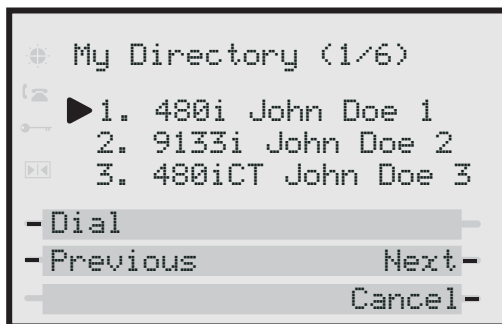 My Directory (1/6)
1. 480i John Doe 1
2. 9133i John Doe 2
3. 480iCT John Doe 3
Dial
Previous Next
Cancel